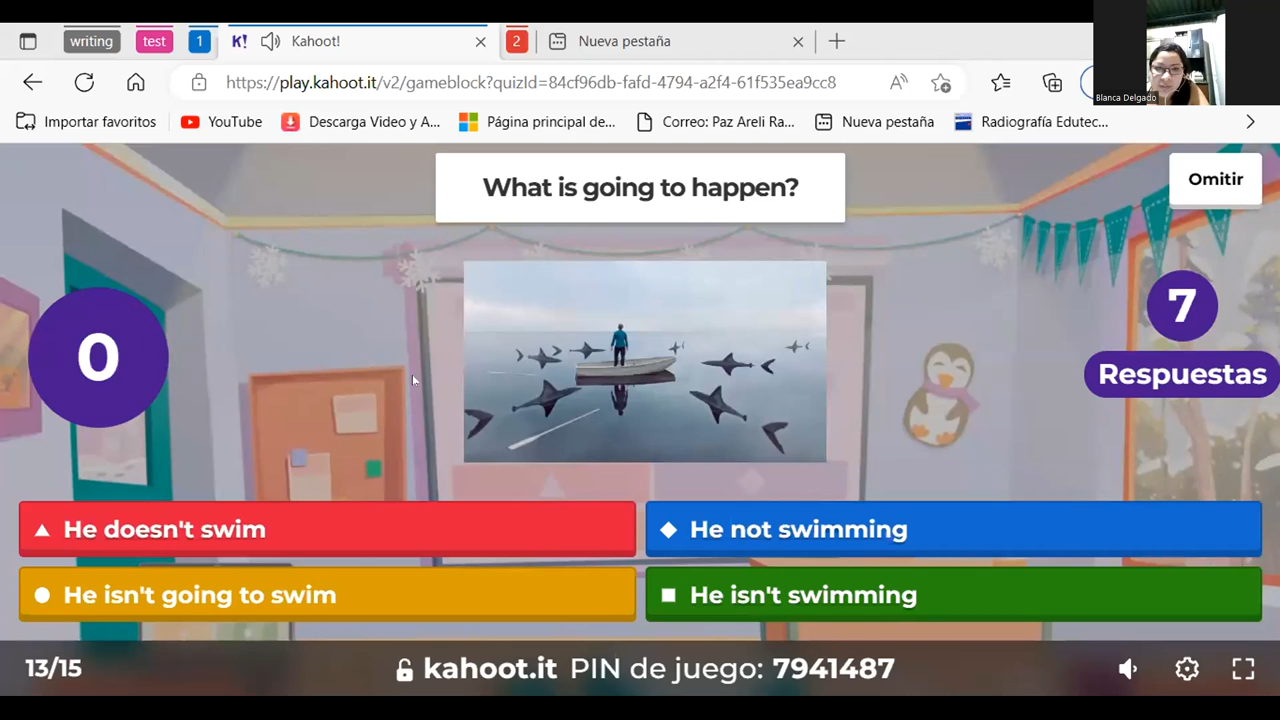 writing
test
1
K!
Kahoot!
2
Nueva pestaña
https://play.kahoot.it/v2/gameblock?quizId=84cf96db-fafd-4794-a2f4-61f535ea9cc8
Blanca Delgado
Importar favoritos
YouTube
Descarga Video y A...
Página principal de...
Correo: Paz Areli Ra...
Nueva pestaña
Radiografía Edutec...
What is going to happen?
Omitir
0
7
Respuestas
He doesn't swim
He not swimming
He isn't going to swim
He isn't swimming
13/15
kahoot.it PIN de juego: 7941487